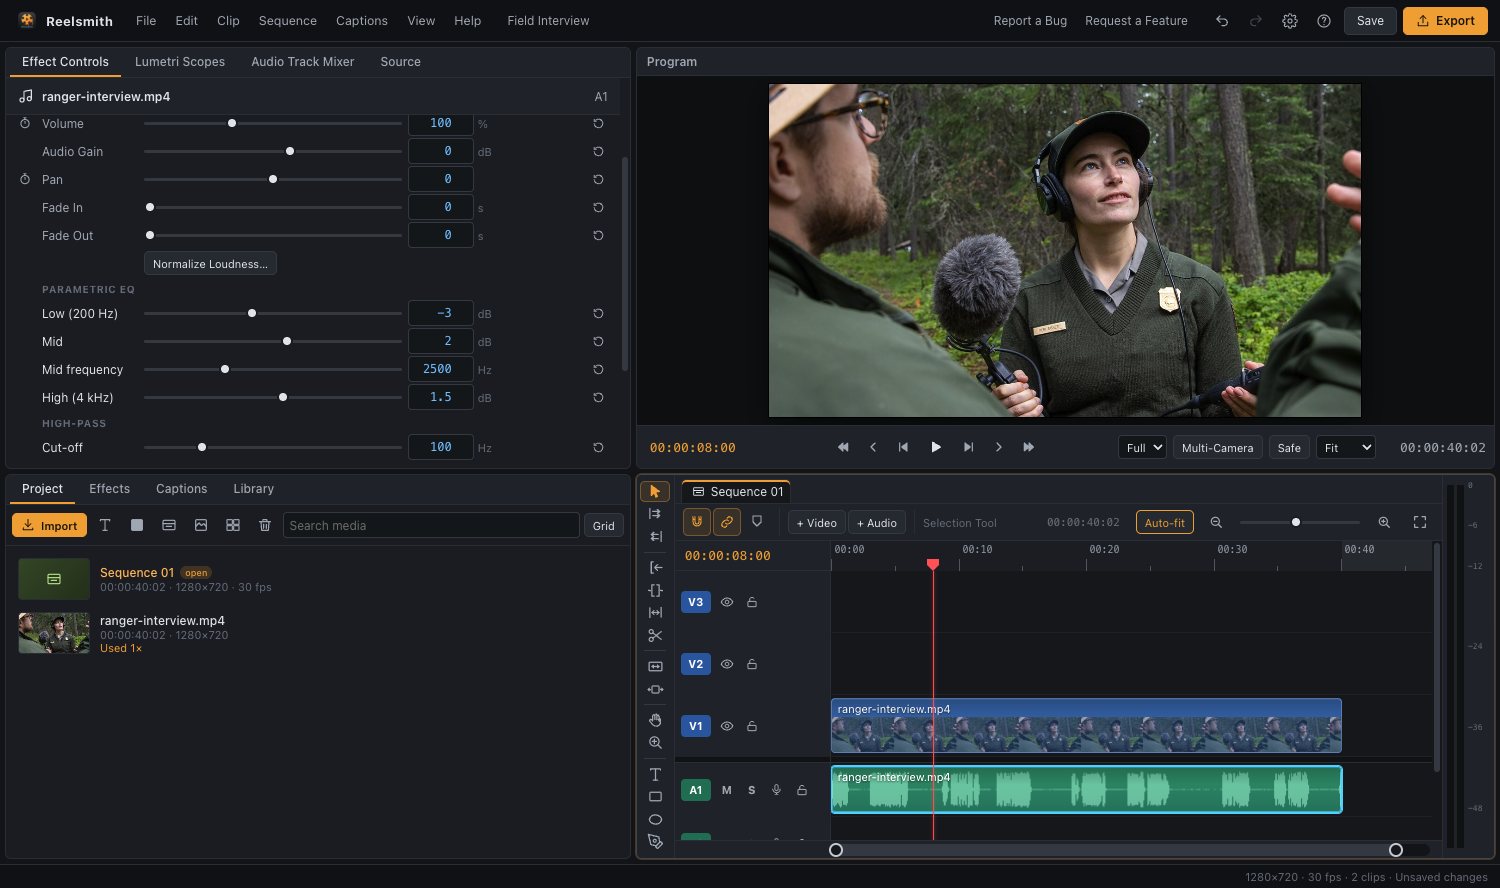 Reelsmith File Edit Clip Sequence Captions View Help Field Interview Report a Bug Request a Feature Save Export
Effect Controls Lumetri Scopes Audio Track Mixer Source
ranger-interview.mp4 A1
Volume 100 %
Audio Gain 0 dB
Pan 0
Fade In 0 s
Fade Out 0 s
Normalize Loudness...
PARAMETRIC EQ
Low (200 Hz) −3 dB
Mid 2 dB
Mid frequency 2500 Hz
High (4 kHz) 1.5 dB
HIGH-PASS
Cut-off 100 Hz
Program
00:00:08:00 Full Multi-Camera Safe Fit 00:00:40:02
Project Effects Captions Library
Import Search media Grid
Sequence 01 open
00:00:40:02 · 1280×720 · 30 fps
ranger-interview.mp4
00:00:40:02 · 1280×720
Used 1×
Sequence 01
+ Video + Audio Selection Tool 00:00:40:02 Auto-fit
00:00:08:00 00:00 00:10 00:20 00:30 00:40
V3
V2
V1 ranger-interview.mp4
A1 M S ranger-interview.mp4
0
−6
−12
−24
−36
−48
1280×720 · 30 fps · 2 clips · Unsaved changes